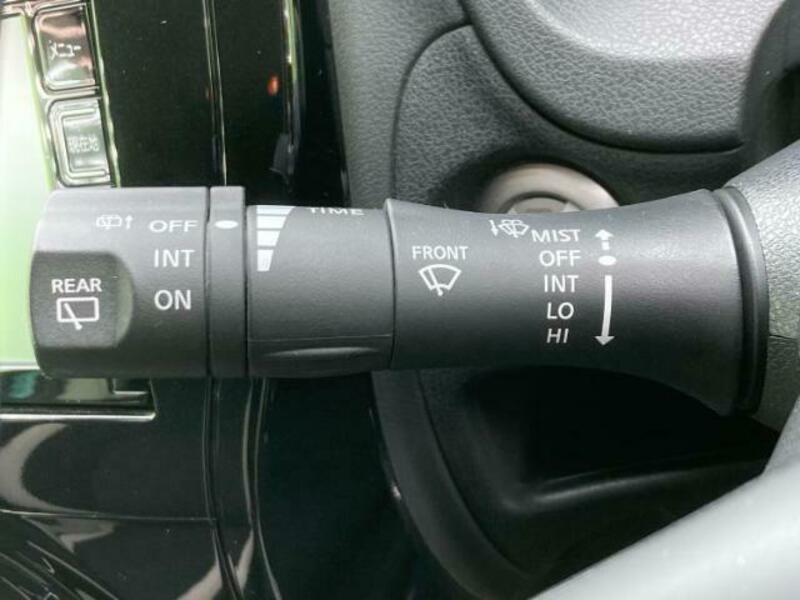 メニュー
現在地
OFF
INT
ON
REAR
TIME
FRONT
MIST
OFF
INT
LO
HI